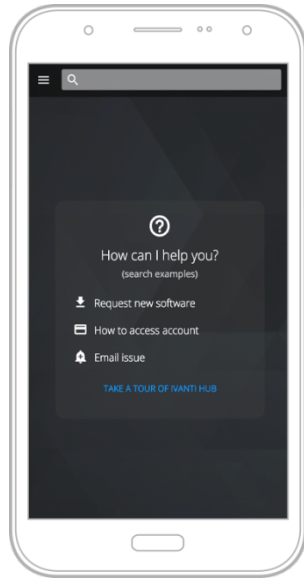 How can I help you?
(search examples)
Request new software
How to access account
Email issue
TAKE A TOUR OF IVANTI HUB